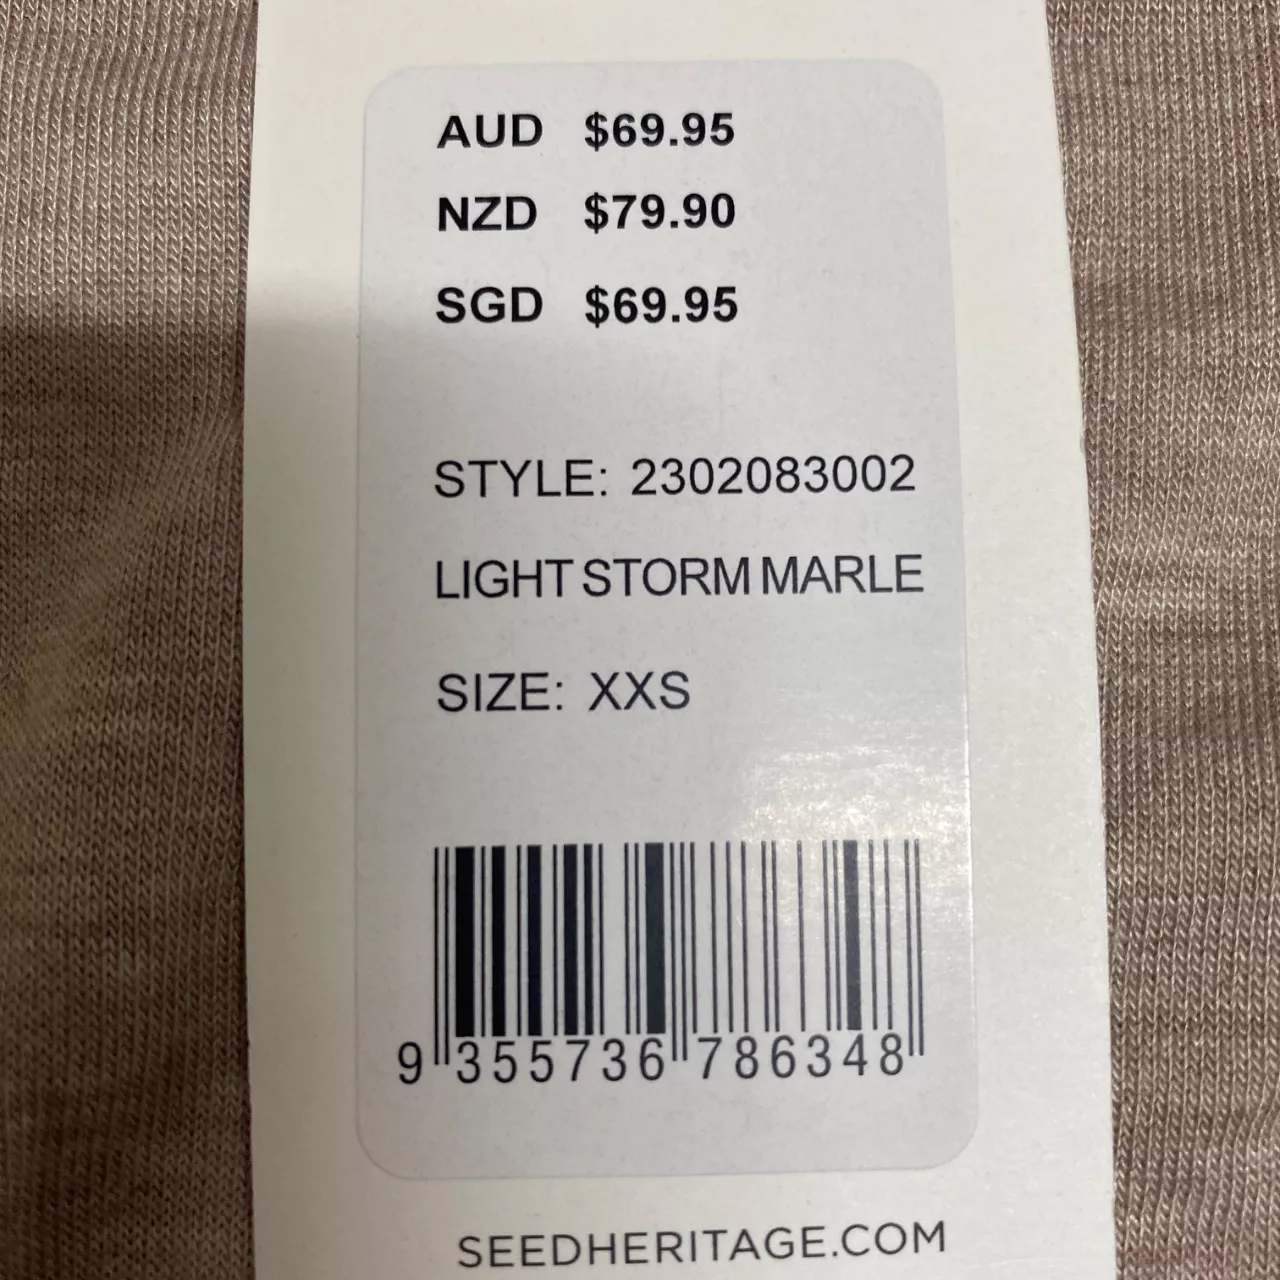 AUD $69.95
NZD $79.90
SGD $69.95
STYLE: 2302083002
LIGHT STORM MARLE
SIZE: XXS
9 355736 786348
SEEDHERITAGE.COM